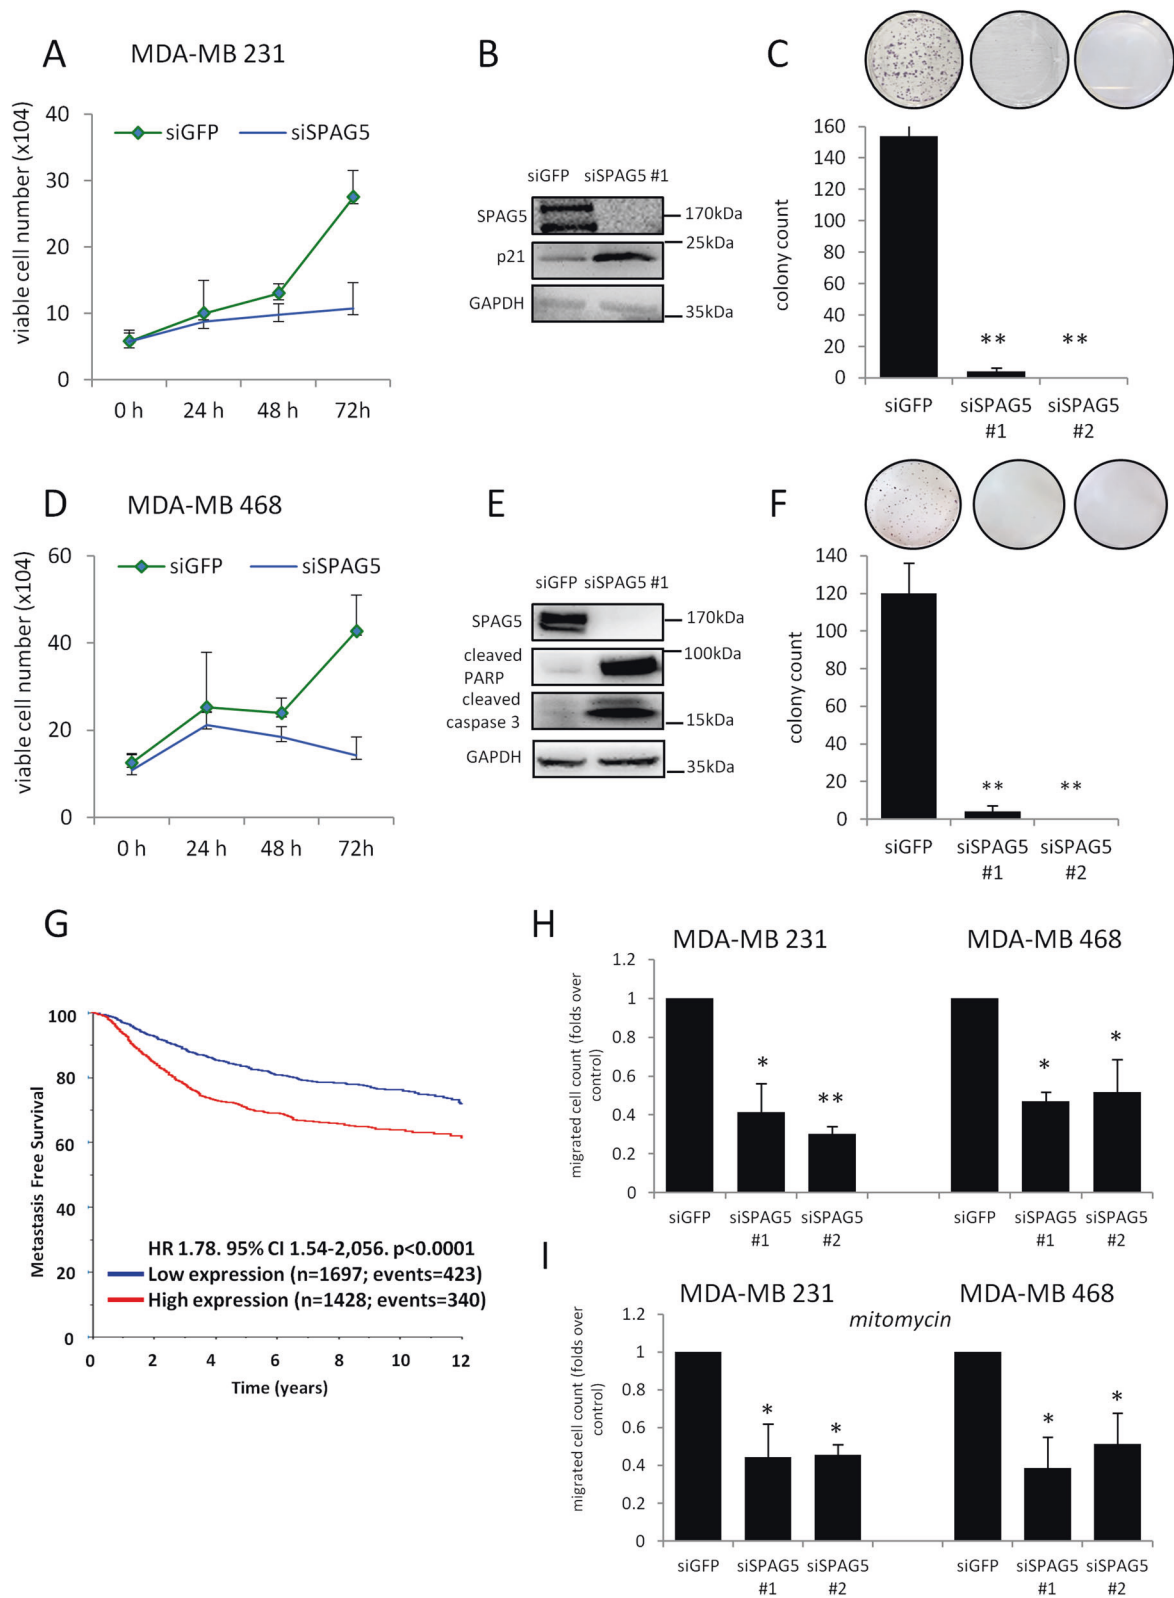 A
MDA-MB 231
viable cell number (x104)
40
30
20
10
0
siGFP
siSPAG5
0 h
24 h
48 h
72h
B
siGFP siSPAG5 #1
SPAG5
170kDa
25kDa
p21
GAPDH
35kDa
C
colony count
160
140
120
100
80
60
40
20
0
**
**
siGFP
siSPAG5
#1
siSPAG5
#2
D
MDA-MB 468
viable cell number (x104)
60
40
20
0
siGFP
siSPAG5
0 h
24 h
48 h
72h
E
siGFP siSPAG5 #1
SPAG5
170kDa
cleaved
PARP
100kDa
cleaved
caspase 3
15kDa
GAPDH
35kDa
F
colony count
140
120
100
80
60
40
20
0
**
**
siGFP
siSPAG5
#1
siSPAG5
#2
G
Metastasis Free Survival
100
80
60
40
20
0
HR 1.78. 95% CI 1.54-2,056. p<0.0001
Low expression (n=1697; events=423)
High expression (n=1428; events=340)
0
2
4
6
8
10
12
Time (years)
H
MDA-MB 231
MDA-MB 468
migrated cell count (folds over
control)
1.2
1
0.8
0.6
0.4
0.2
0
*
**
*
*
siGFP
siSPAG5
#1
siSPAG5
#2
siGFP
siSPAG5
#1
siSPAG5
#2
I
MDA-MB 231
MDA-MB 468
mitomycin
migrated cell count (folds over
control)
1.2
1
0.8
0.6
0.4
0.2
0
*
*
*
*
siGFP
siSPAG5
#1
siSPAG5
#2
siGFP
siSPAG5
#1
siSPAG5
#2